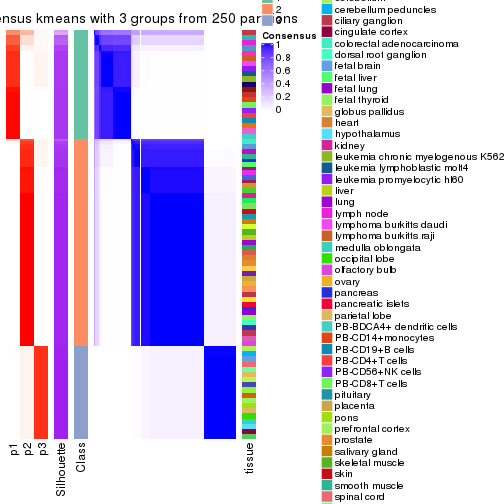 ensus kmeans with 3 groups from 250 partitions
1
2
3
Consensus
1
0.8
0.6
0.4
0.2
0
p1
p2
p3
Silhouette
Class
tissue
cerebellum peduncles
ciliary ganglion
cingulate cortex
colorectal adenocarcinoma
dorsal root ganglion
fetal brain
fetal liver
fetal lung
fetal thyroid
globus pallidus
heart
hypothalamus
kidney
leukemia chronic myelogenous K562
leukemia lymphoblastic molt4
leukemia promyelocytic hl60
liver
lung
lymph node
lymphoma burkitts daudi
lymphoma burkitts raji
medulla oblongata
occipital lobe
olfactory bulb
ovary
pancreas
pancreatic islets
parietal lobe
PB-BDCA4+ dendritic cells
PB-CD14+monocytes
PB-CD19+B cells
PB-CD4+T cells
PB-CD56+NK cells
PB-CD8+T cells
pituitary
placenta
pons
prefrontal cortex
prostate
salivary gland
skeletal muscle
skin
smooth muscle
spinal cord